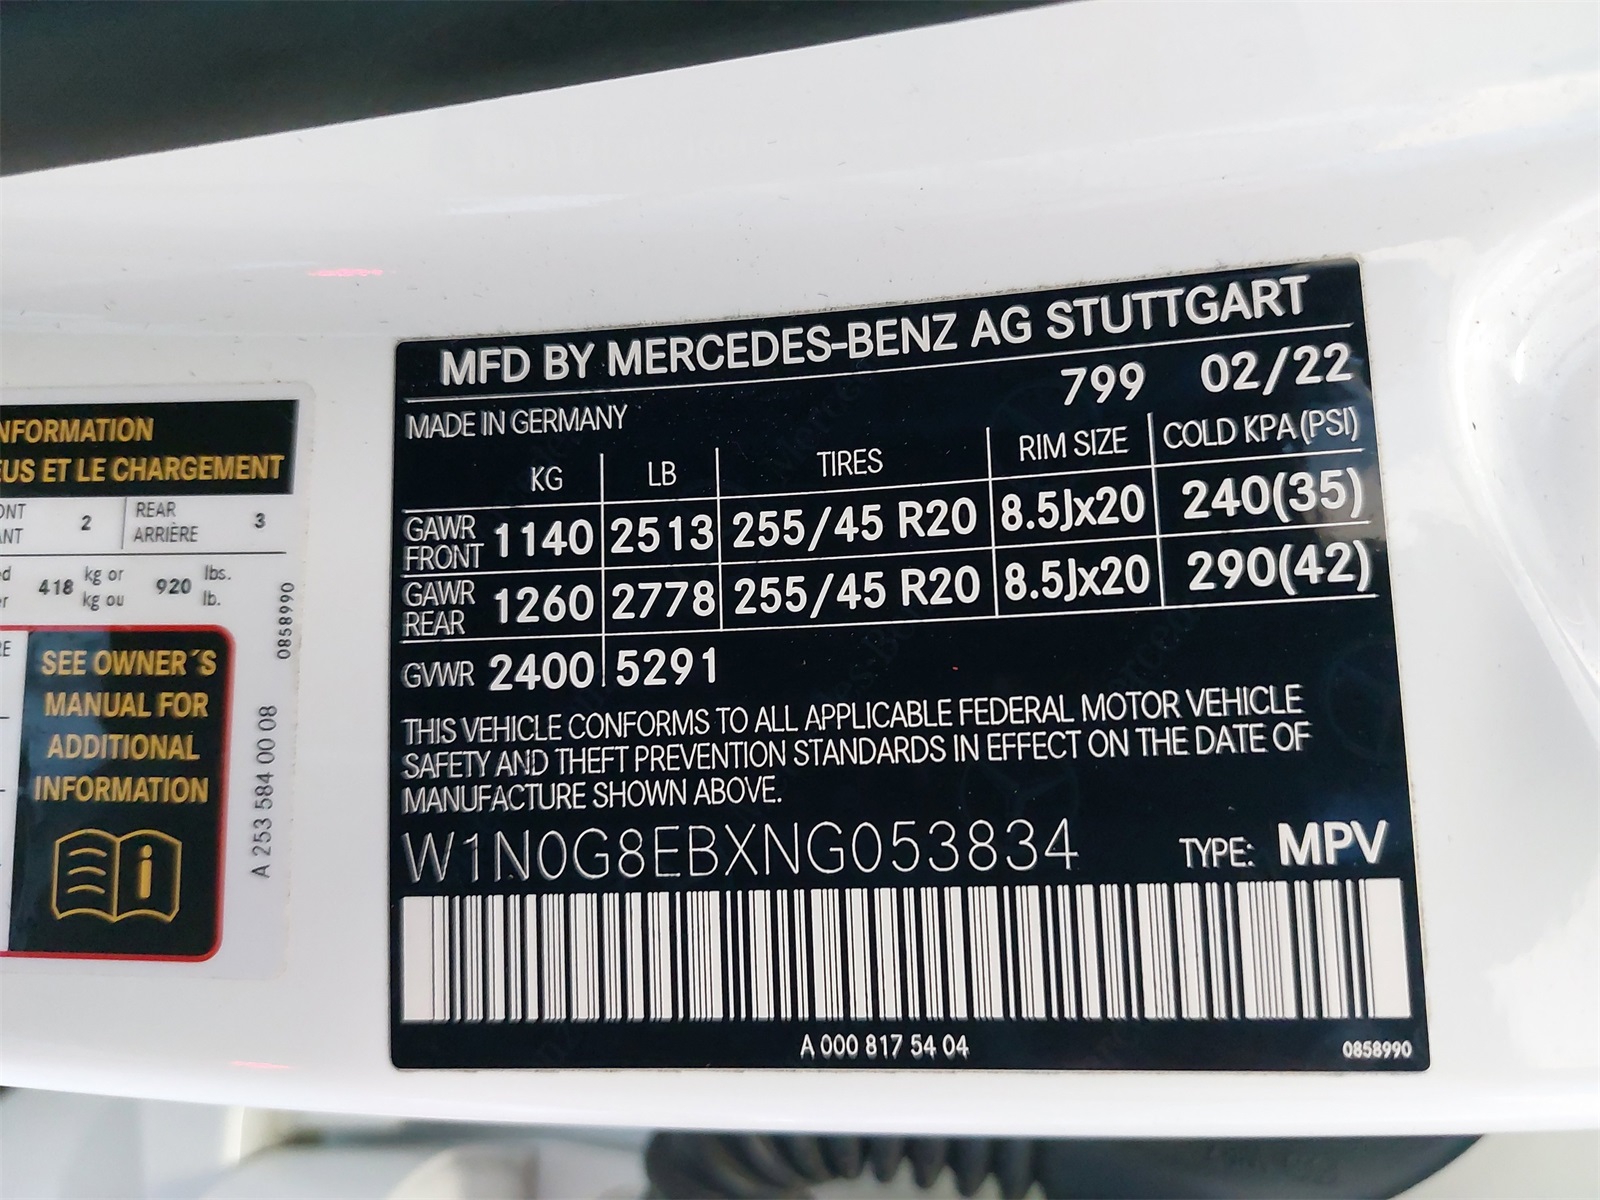 MFD BY MERCEDES-BENZ AG STUTTGART
799 02/22
MADE IN GERMANY
KG LB TIRES RIM SIZE COLD KPA (PSI)
GAWR FRONT 1140 2513 255/45 R20 8.5Jx20 240(35)
GAWR REAR 1260 2778 255/45 R20 8.5Jx20 290(42)
GVWR 2400 5291
THIS VEHICLE CONFORMS TO ALL APPLICABLE FEDERAL MOTOR VEHICLE
SAFETY AND THEFT PREVENTION STANDARDS IN EFFECT ON THE DATE OF
MANUFACTURE SHOWN ABOVE.
W1N0G8EBXNG053834 TYPE: MPV
A 000 817 54 04 0858990
NFORMATION
EUS ET LE CHARGEMENT
ONT 2 REAR 3
ANT ARRIÈRE
418 kg or 920 lbs.
kg ou lb.
SEE OWNER´S
MANUAL FOR
ADDITIONAL
INFORMATION
i
0858990
A 253 584 00 08